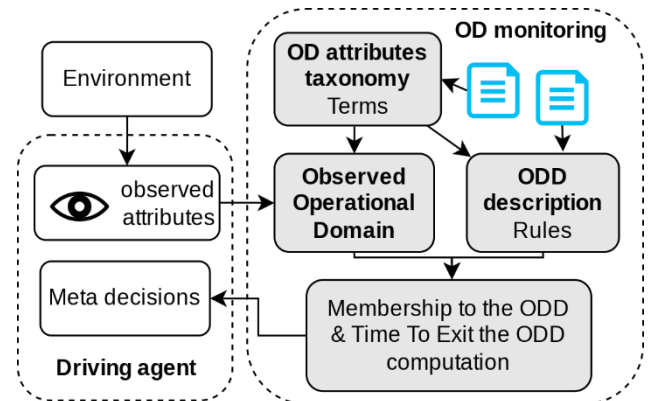 OD monitoring
OD attributes
taxonomy
Terms
Environment
observed
attributes
Observed
Operational
Domain
ODD
description
Rules
Meta decisions
Membership to the ODD
& Time To Exit the ODD
computation
Driving agent